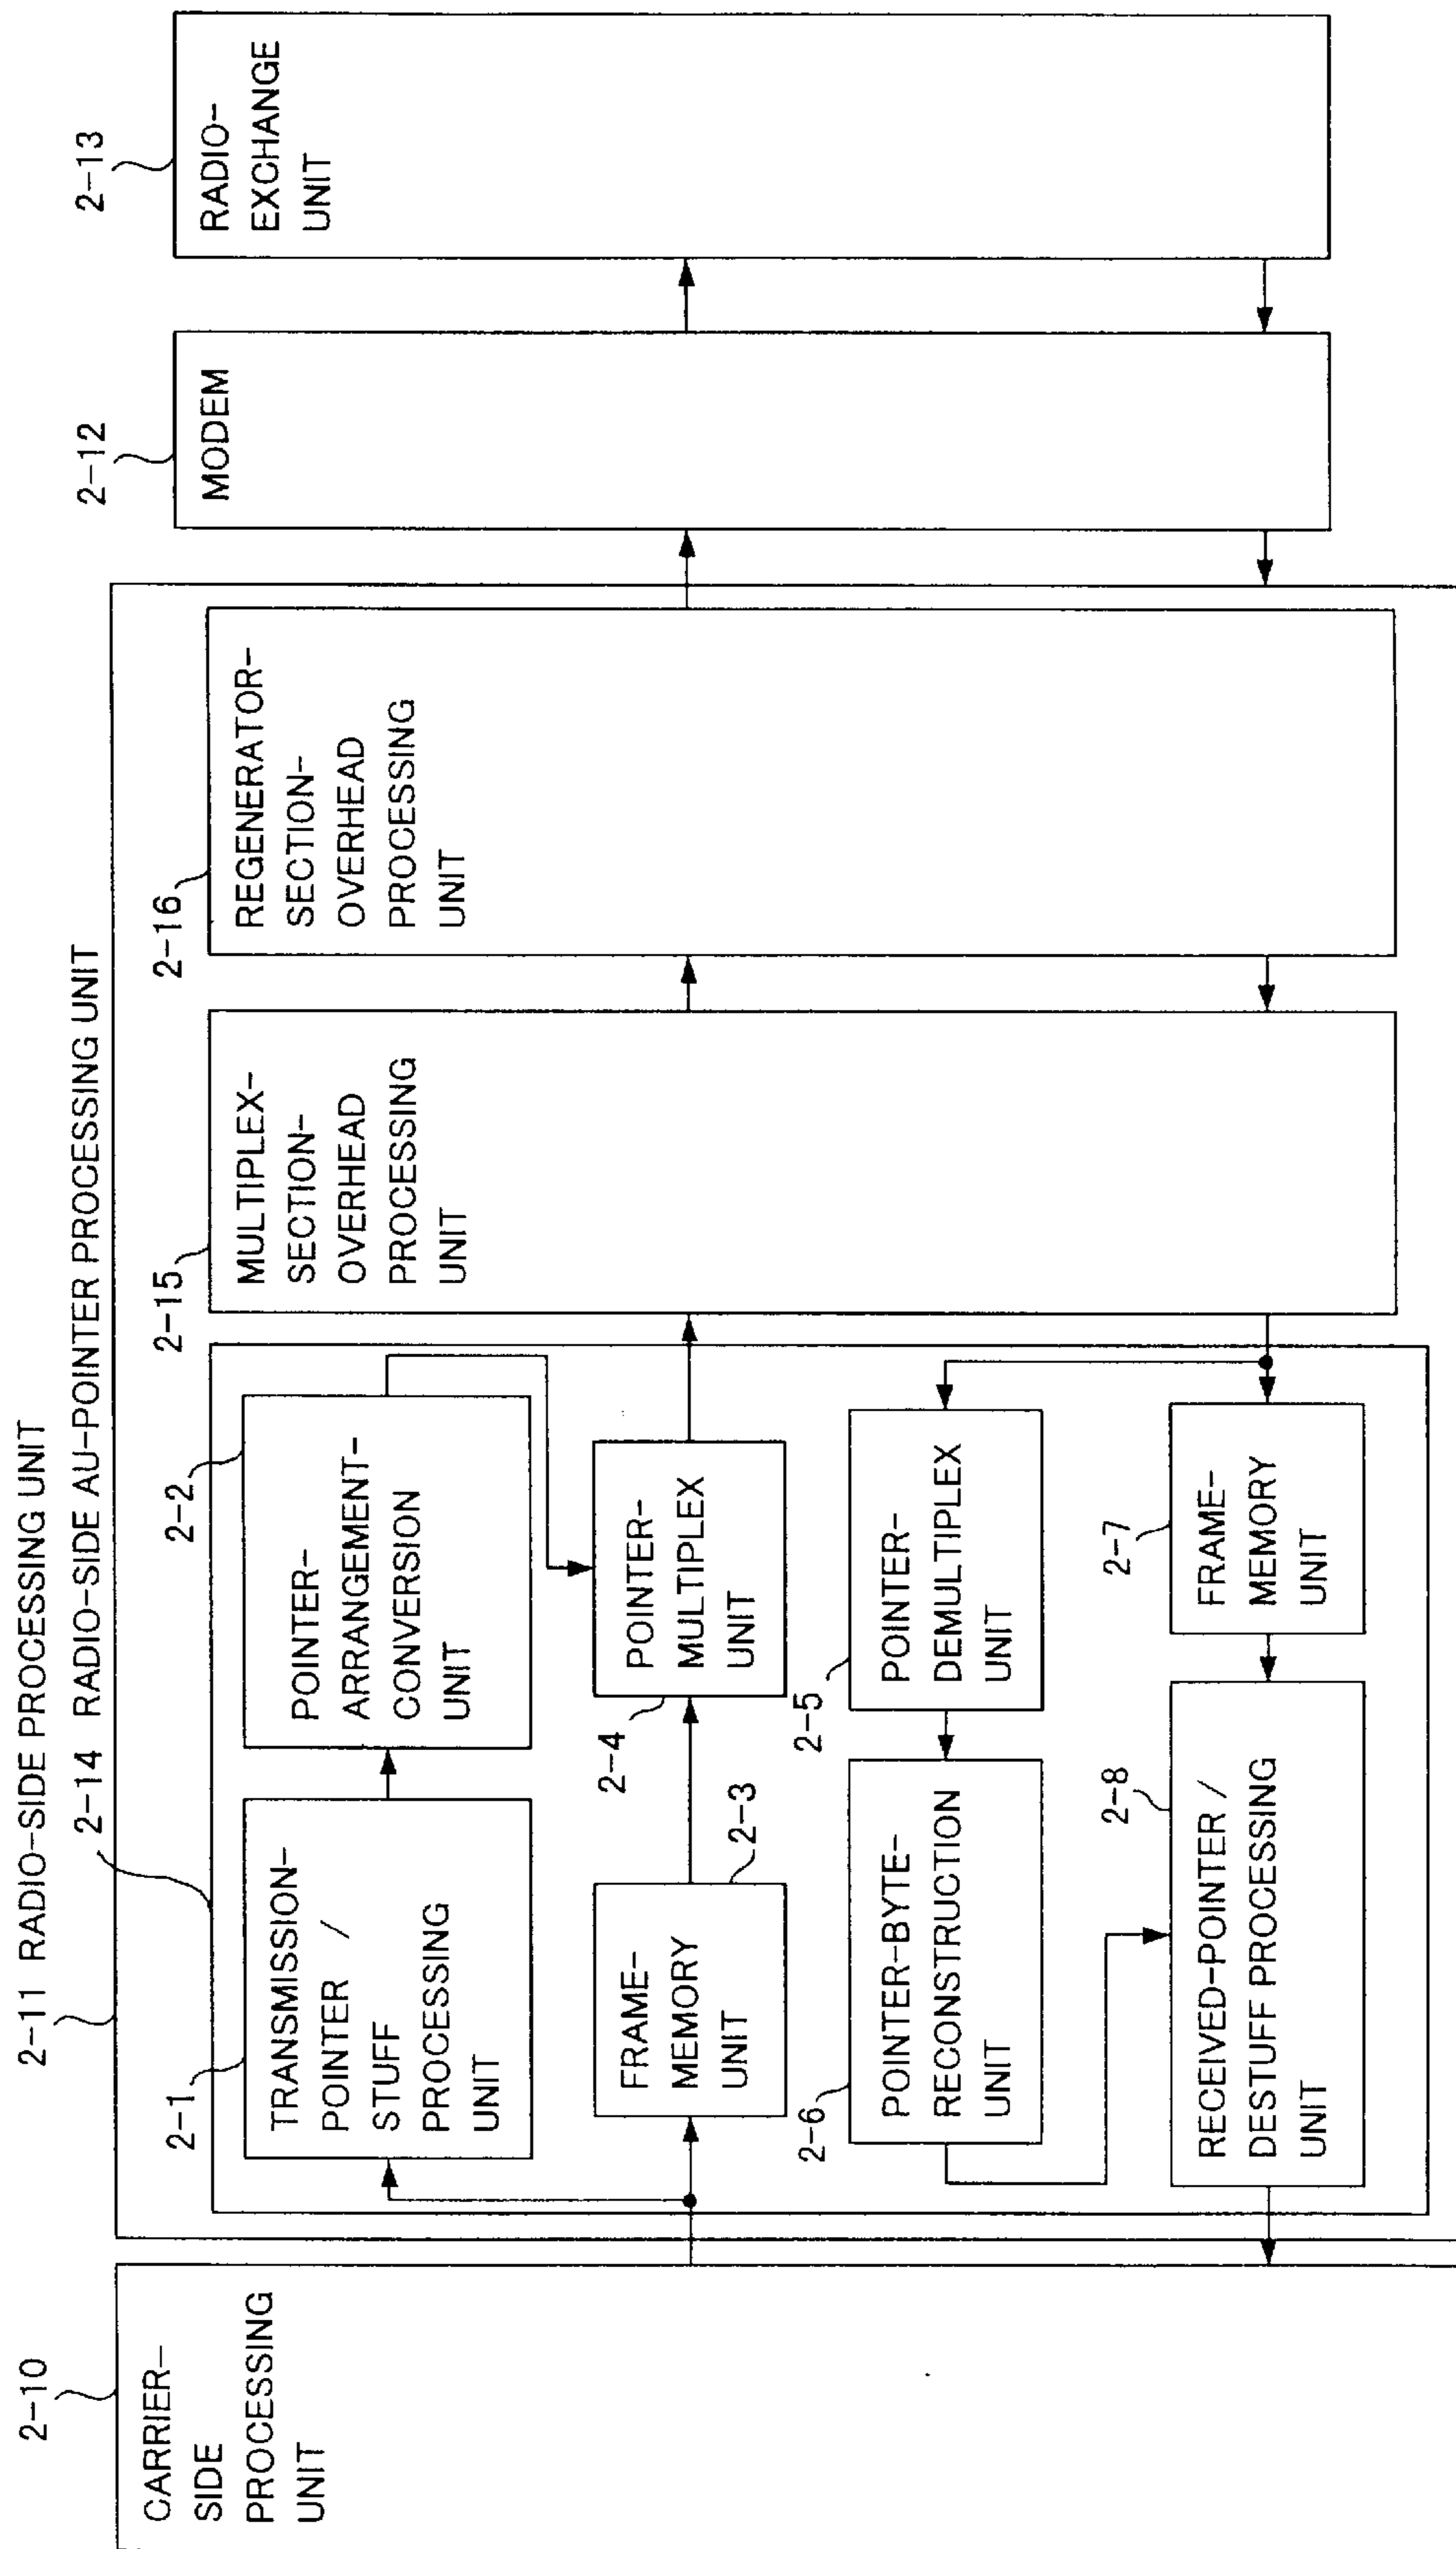 2-11 RADIO-SIDE PROCESSING UNIT
2-14 RADIO-SIDE AU-POINTER PROCESSING UNIT
2-10
CARRIER-
SIDE
PROCESSING
UNIT
2-1
TRANSMISSION-
POINTER /
STUFF
PROCESSING
UNIT
2-2
POINTER-
ARRANGEMENT-
CONVERSION
UNIT
FRAME-
MEMORY
UNIT
2-3
2-4
POINTER-
MULTIPLEX
UNIT
2-5
POINTER-
DEMULTIPLEX
UNIT
2-6
POINTER-BYTE-
RECONSTRUCTION
UNIT
2-7
FRAME-
MEMORY
UNIT
2-8
RECEIVED-POINTER /
DESTUFF PROCESSING
UNIT
2-15
MULTIPLEX-
SECTION-
OVERHEAD
PROCESSING
UNIT
2-16
REGENERATOR-
SECTION-
OVERHEAD
PROCESSING
UNIT
2-12
MODEM
2-13
RADIO-
EXCHANGE
UNIT